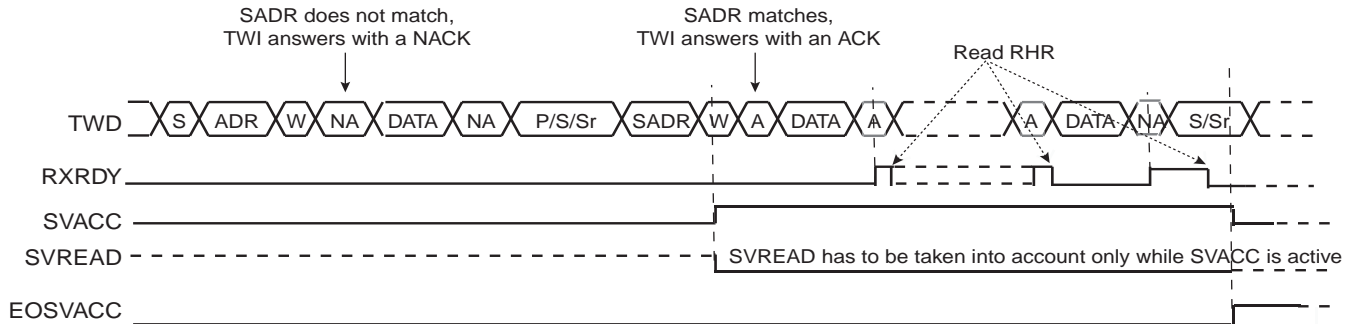 SADR does not match,
TWI answers with a NACK
SADR matches,
TWI answers with an ACK
Read RHR
TWD S ADR W NA DATA NA P/S/Sr SADR W A DATA A A DATA NA S/Sr
RXRDY
SVACC
SVREAD SVREAD has to be taken into account only while SVACC is active
EOSVACC